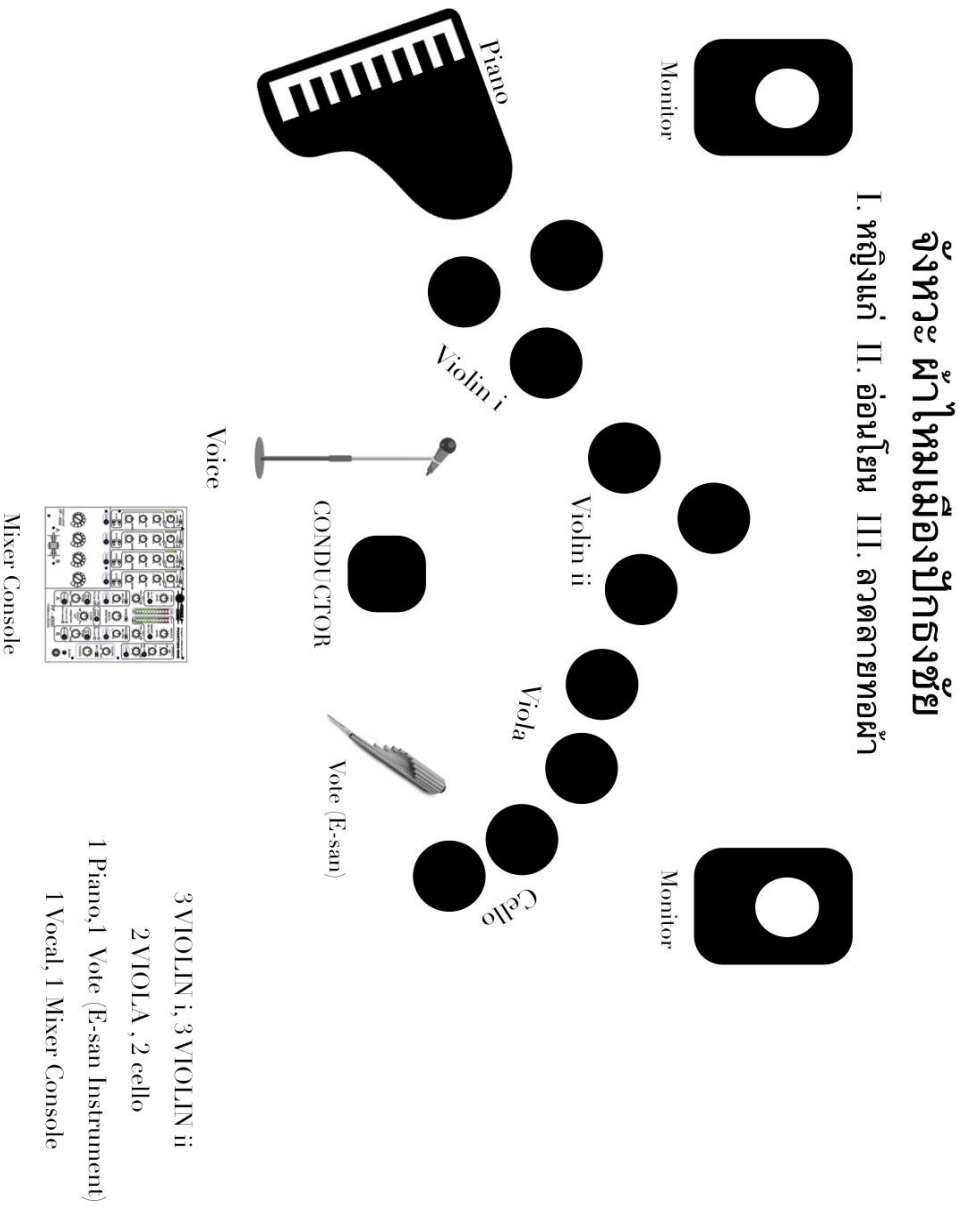 จังหวะ ผ้าไหมเมืองปักธงชัย
I. หญิงแก่ II. อ่อนโยน III. ลวดลายทอผ้า
Monitor
Monitor
Piano
Violin i
Violin ii
Viola
Cello
Vote (E-san)
CONDUCTOR
Voice
Mixer Console
3 VIOLIN i, 3 VIOLIN ii
2 VIOLA , 2 cello
1 Piano,1 Vote (E-san Instrument)
1 Vocal, 1 Mixer Console